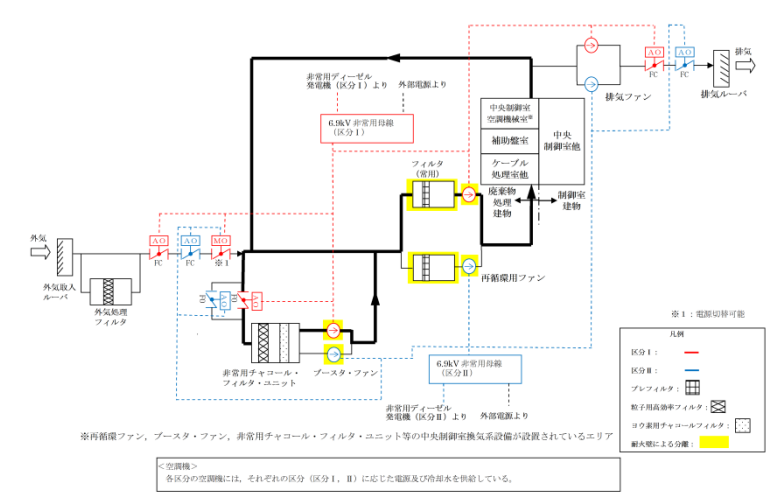 排気
AO
AO
FC
FC
排気ファン
排気ルーバ
非常用ディーゼル
発電機（区分Ⅰ）より
外部電源より
6.9kV 非常用母線
（区分Ⅰ）
中央制御室
空調機械室※
補助盤室
ケーブル
処理室他
中央
制御室他
フィルタ
（常用）
廃棄物
処理
建物
制御室
建物
外気
AO
AO
MO
FC
FC
※1
外気取入
ルーバ
外気処理
フィルタ
FO
AO
FO
AO
再循環用ファン
非常用チャコール・
フィルタ・ユニット
ブースタ・ファン
6.9kV 非常用母線
（区分Ⅱ）
非常用ディーゼル
発電機（区分Ⅱ）より
外部電源より
※1：電源切替可能
凡例
区分Ⅰ：
区分Ⅱ：
プレフィルタ：
粒子用高効率フィルタ：
ヨウ素用チャコールフィルタ：
耐火壁による分離：
※再循環ファン，ブースタ・ファン，非常用チャコール・フィルタ・ユニット等の中央制御室換気系設備が設置されているエリア
＜空調機＞
各区分の空調機には，それぞれの区分（区分Ⅰ，Ⅱ）に応じた電源及び冷却水を供給している。